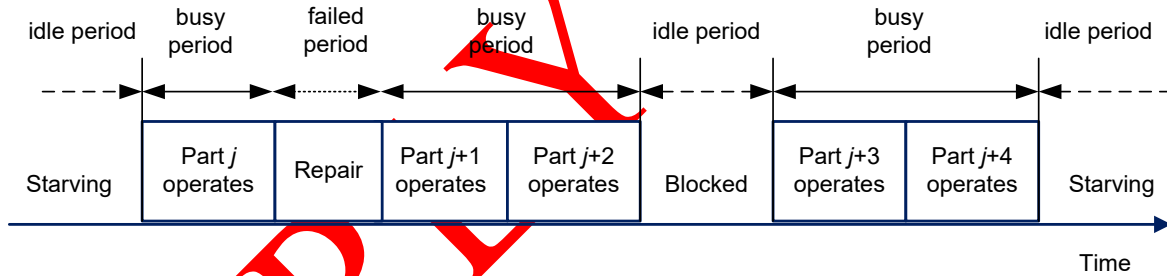 idle period
busy
period
failed
period
busy
period
idle period
busy
period
idle period
Starving
Part j
operates
Repair
Part j+1
operates
Part j+2
operates
Blocked
Part j+3
operates
Part j+4
operates
Starving
Time